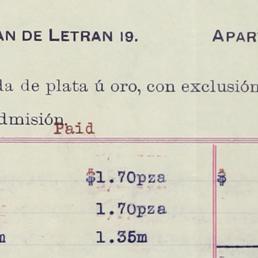 AN DE LETRAN 19. APAR
da de plata ú oro, con exclusión
dmisión.
Paid
$1.70pza $
1.70pza
m 1.35m